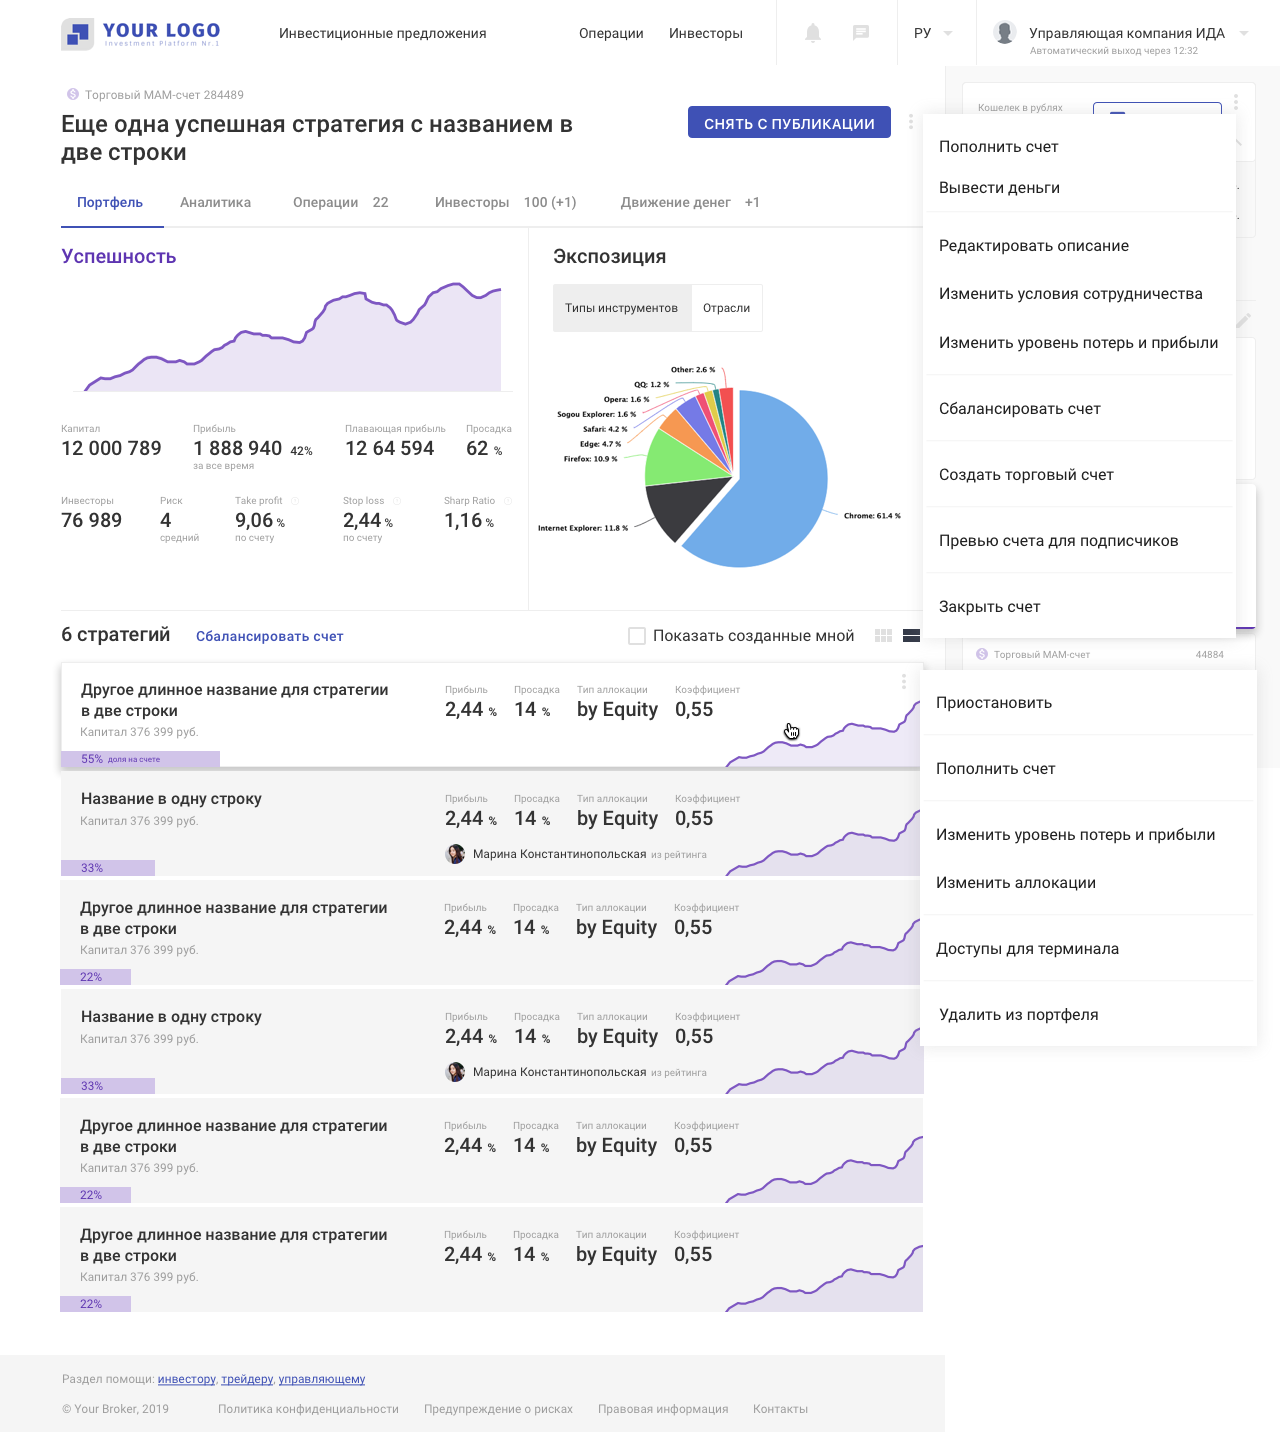 YOUR LOGO
Investment Platform Nr.1
Инвестиционные предложения
Операции
Инвесторы
РУ
Управляющая компания ИДА
Автоматический выход через 12:32
Торговый МАМ-счет 284489
Еще одна успешная стратегия с названием в
две строки
СНЯТЬ С ПУБЛИКАЦИИ
Кошелек в рублях
Портфель
Аналитика
Операции 22
Инвесторы 100 (+1)
Движение денег +1
Успешность
Капитал
12 000 789
Прибыль
1 888 940 42%
за все время
Плавающая прибыль
12 64 594
Просадка
62 %
Инвесторы
76 989
Риск
4
средний
Take profit
9,06 %
по счету
Stop loss
2,44 %
по счету
Sharp Ratio
1,16 %
Экспозиция
Типы инструментов
Отрасли
Other: 2.6 %
QQ: 1.2 %
Opera: 1.6 %
Sogou Explorer: 1.6 %
Safari: 4.2 %
Edge: 4.7 %
Firefox: 10.9 %
Internet Explorer: 11.8 %
Chrome: 61.4 %
Пополнить счет
Вывести деньги
Редактировать описание
Изменить условия сотрудничества
Изменить уровень потерь и прибыли
Сбалансировать счет
Создать торговый счет
Превью счета для подписчиков
Закрыть счет
Торговый МАМ-счет 44884
6 стратегий
Сбалансировать счет
Показать созданные мной
Другое длинное название для стратегии
в две строки
Капитал 376 399 руб.
55% доля на счете
Прибыль
2,44 %
Просадка
14 %
Тип аллокации
by Equity
Коэффициент
0,55
Приостановить
Пополнить счет
Изменить уровень потерь и прибыли
Изменить аллокации
Доступы для терминала
Удалить из портфеля
Название в одну строку
Капитал 376 399 руб.
33%
Прибыль
2,44 %
Просадка
14 %
Тип аллокации
by Equity
Коэффициент
0,55
Марина Константинопольская из рейтинга
Другое длинное название для стратегии
в две строки
Капитал 376 399 руб.
22%
Прибыль
2,44 %
Просадка
14 %
Тип аллокации
by Equity
Коэффициент
0,55
Название в одну строку
Капитал 376 399 руб.
33%
Прибыль
2,44 %
Просадка
14 %
Тип аллокации
by Equity
Коэффициент
0,55
Марина Константинопольская из рейтинга
Другое длинное название для стратегии
в две строки
Капитал 376 399 руб.
22%
Прибыль
2,44 %
Просадка
14 %
Тип аллокации
by Equity
Коэффициент
0,55
Другое длинное название для стратегии
в две строки
Капитал 376 399 руб.
22%
Прибыль
2,44 %
Просадка
14 %
Тип аллокации
by Equity
Коэффициент
0,55
Раздел помощи: инвестору, трейдеру, управляющему
© Your Broker, 2019
Политика конфиденциальности
Предупреждение о рисках
Правовая информация
Контакты